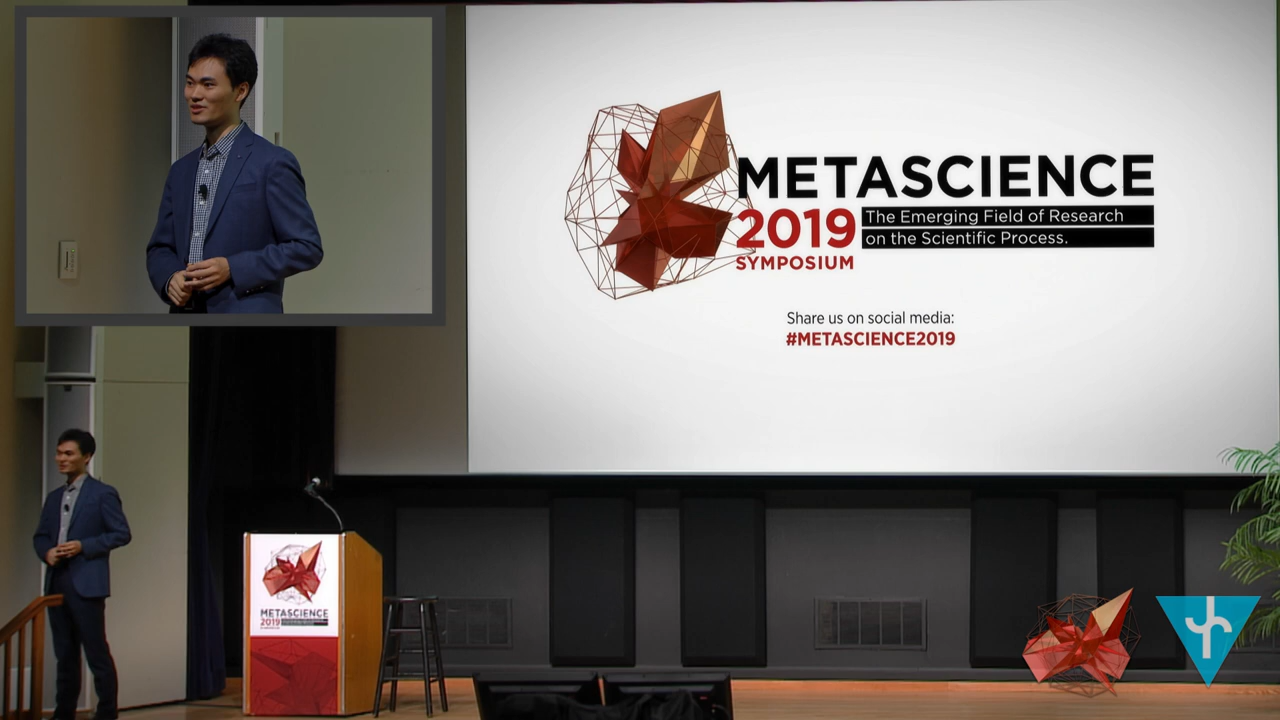 METASCIENCE
2019
The Emerging Field of Research
on the Scientific Process.
SYMPOSIUM
Share us on social media:
#METASCIENCE2019
METASCIENCE
2019